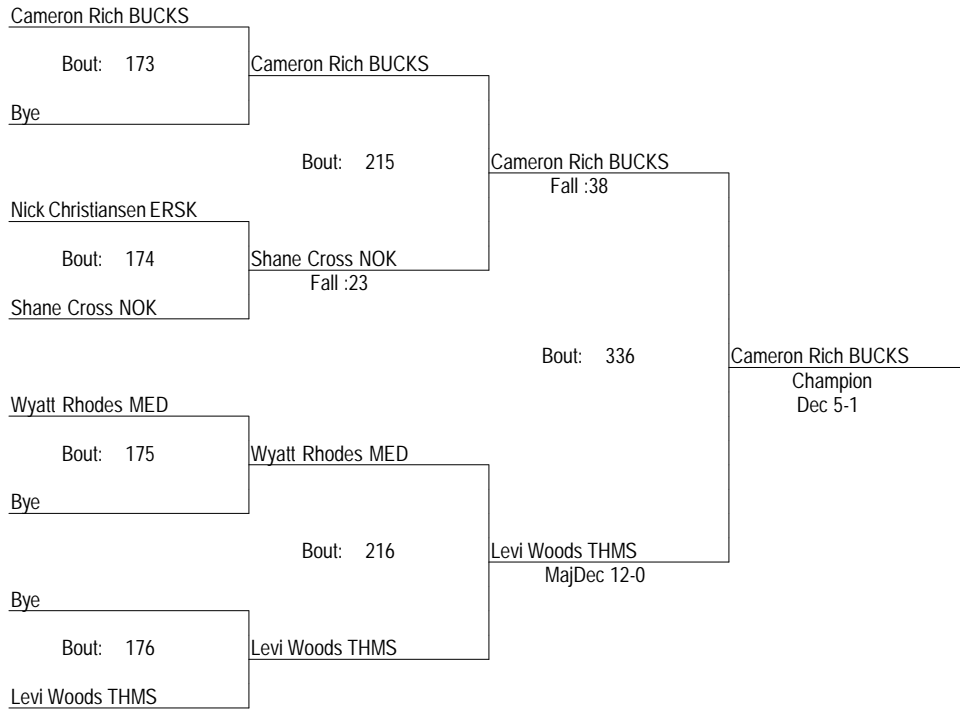 Cameron Rich BUCKS
Bout: 173
Cameron Rich BUCKS
Bye
Bout: 215
Cameron Rich BUCKS
Fall :38
Nick Christiansen ERSK
Bout: 174
Shane Cross NOK
Fall :23
Shane Cross NOK
Bout: 336
Cameron Rich BUCKS
Champion
Dec 5-1
Wyatt Rhodes MED
Bout: 175
Wyatt Rhodes MED
Bye
Bout: 216
Levi Woods THMS
MajDec 12-0
Bye
Bout: 176
Levi Woods THMS
Levi Woods THMS